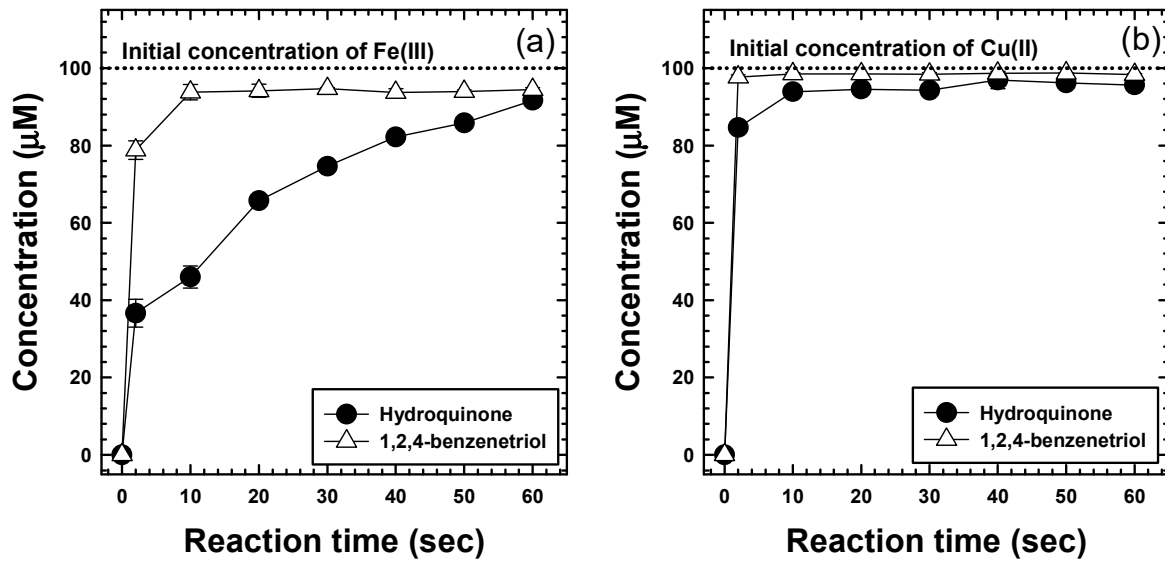 Initial concentration of Fe(III)
(a)
Concentration (μM)
100
80
60
40
20
0
Hydroquinone
1,2,4-benzenetriol
0 10 20 30 40 50 60
Reaction time (sec)
Initial concentration of Cu(II)
(b)
Concentration (μM)
100
80
60
40
20
0
Hydroquinone
1,2,4-benzenetriol
0 10 20 30 40 50 60
Reaction time (sec)